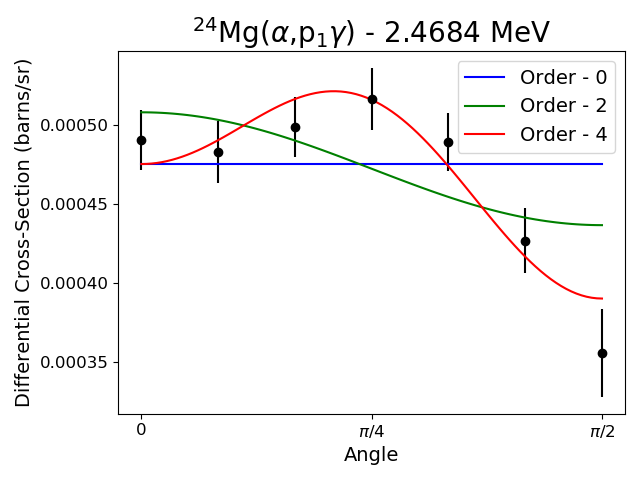 ²⁴Mg(α,p₁γ) - 2.4684 MeV
Differential Cross-Section (barns/sr)
0.00050
0.00045
0.00040
0.00035
Order - 0
Order - 2
Order - 4
0
π/4
π/2
Angle